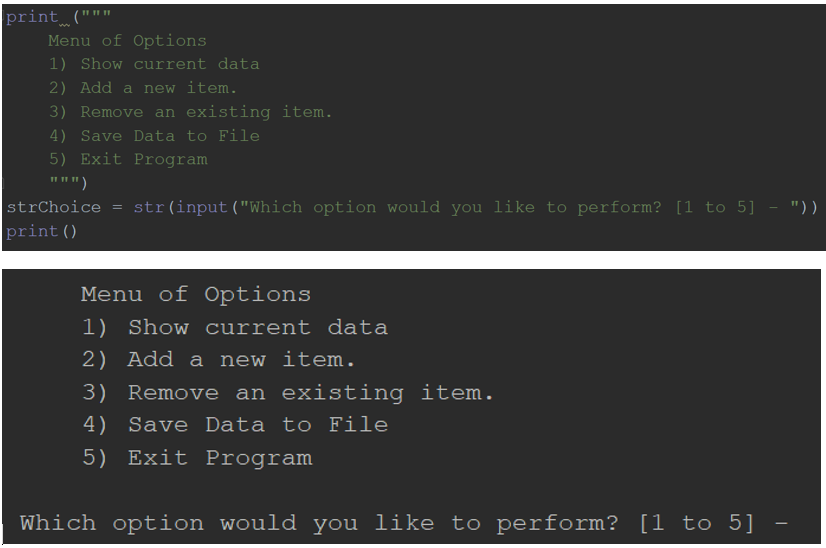 print ("""
    Menu of Options
    1) Show current data
    2) Add a new item.
    3) Remove an existing item.
    4) Save Data to File
    5) Exit Program
    """)
strChoice = str(input("Which option would you like to perform? [1 to 5] - "))
print()
    Menu of Options
    1) Show current data
    2) Add a new item.
    3) Remove an existing item.
    4) Save Data to File
    5) Exit Program
Which option would you like to perform? [1 to 5] -